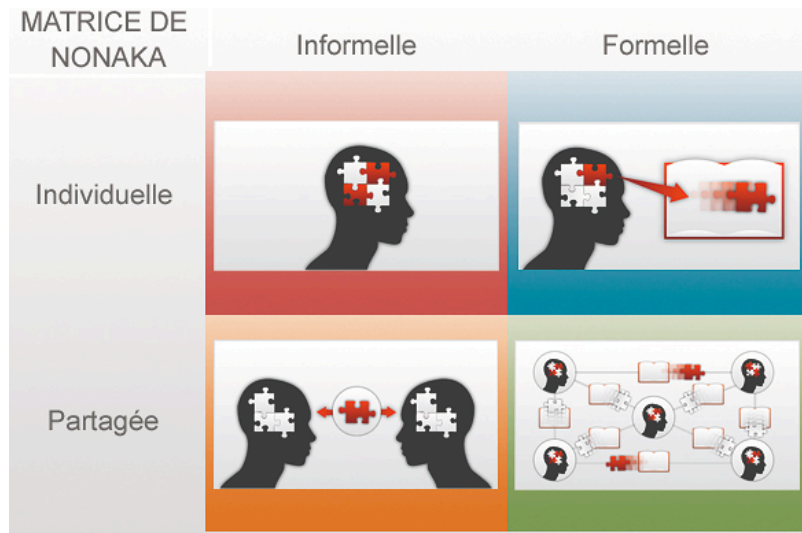 MATRICE DE
NONAKA
Informelle
Formelle
Individuelle
Partagée